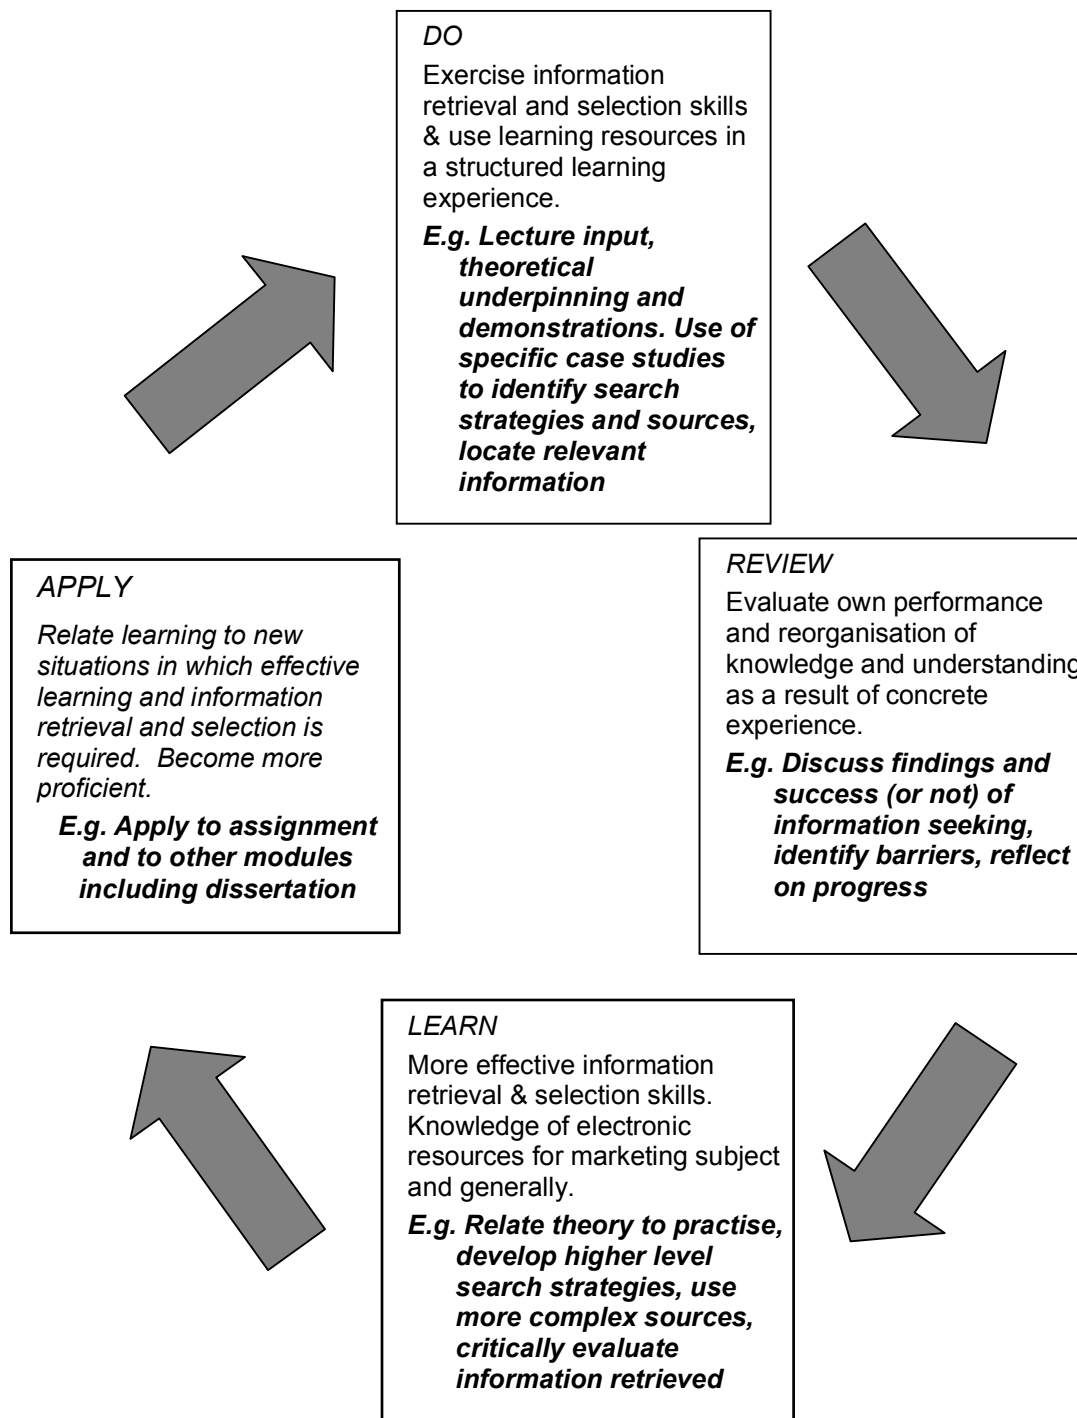 DO
Exercise information
retrieval and selection skills
& use learning resources in
a structured learning
experience.
E.g. Lecture input,
theoretical
underpinning and
demonstrations. Use of
specific case studies
to identify search
strategies and sources,
locate relevant
information
REVIEW
Evaluate own performance
and reorganisation of
knowledge and understanding
as a result of concrete
experience.
E.g. Discuss findings and
success (or not) of
information seeking,
identify barriers, reflect
on progress
LEARN
More effective information
retrieval & selection skills.
Knowledge of electronic
resources for marketing subject
and generally.
E.g. Relate theory to practise,
develop higher level
search strategies, use
more complex sources,
critically evaluate
information retrieved
APPLY
Relate learning to new
situations in which effective
learning and information
retrieval and selection is
required.  Become more
proficient.
E.g. Apply to assignment
and to other modules
including dissertation